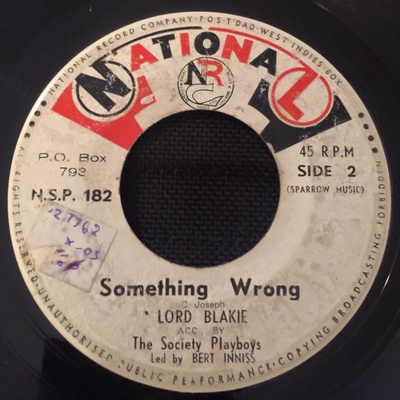 NATIONAL RECORD COMPANY-POST DAD-WEST INDIES BOX
NATIONAL
NR
P.O. Box
793
N.S.P. 182
45 R.P.M
SIDE 2
(SPARROW MUSIC)
Something Wrong
C Joseph
LORD BLAKIE
ACC BY
The Society Playboys
Led by BERT INNISS
ALL RIGHTS RESERVED-UNAUTHORISED PUBLIC PERFORMANCE-COPYING BROADCASTING FORBIDDEN